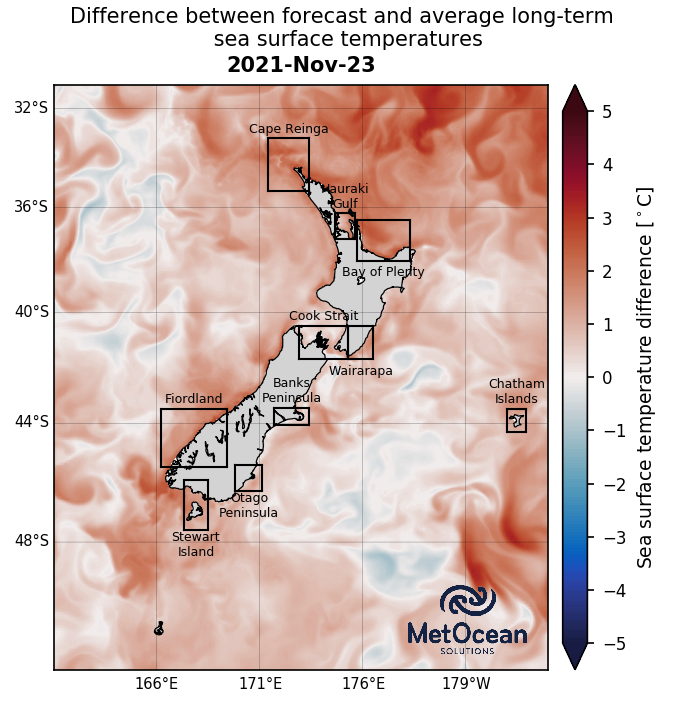 Difference between forecast and average long-term
sea surface temperatures
2021-Nov-23
32°S
36°S
40°S
44°S
48°S
Cape Reinga
Hauraki
Gulf
Bay of Plenty
Cook Strait
Wairarapa
Banks
Peninsula
Fiordland
Chatham
Islands
Otago
Peninsula
Stewart
Island
MetOcean
SOLUTIONS
166°E
171°E
176°E
179°W
5
4
3
2
1
0
−1
−2
−3
−4
−5
Sea surface temperature difference [°C]